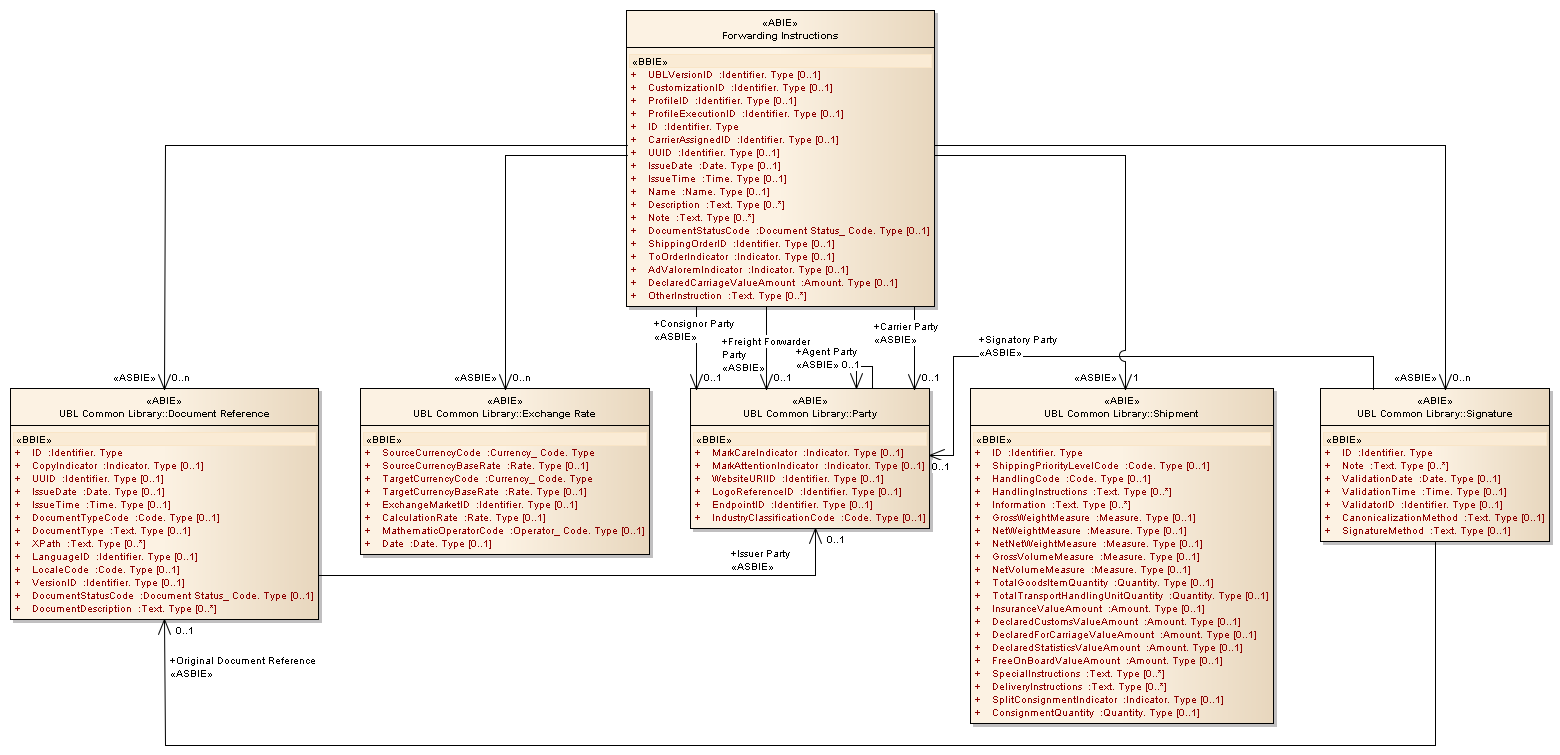 «ABIE»
Forwarding Instructions
«BBIE»
+ UBLVersionID :Identifier. Type [0..1]
+ CustomizationID :Identifier. Type [0..1]
+ ProfileID :Identifier. Type [0..1]
+ ProfileExecutionID :Identifier. Type [0..1]
+ ID :Identifier. Type
+ CarrierAssignedID :Identifier. Type [0..1]
+ UUID :Identifier. Type [0..1]
+ IssueDate :Date. Type [0..1]
+ IssueTime :Time. Type [0..1]
+ Name :Name. Type [0..1]
+ Description :Text. Type [0..*]
+ Note :Text. Type [0..*]
+ DocumentStatusCode :Document Status_ Code. Type [0..1]
+ ShippingOrderID :Identifier. Type [0..1]
+ ToOrderIndicator :Indicator. Type [0..1]
+ AdValoremIndicator :Indicator. Type [0..1]
+ DeclaredCarriageValueAmount :Amount. Type [0..1]
+ OtherInstruction :Text. Type [0..*]
+Consignor Party
«ASBIE»
0..1
+Freight Forwarder
Party
«ASBIE»
0..1
+Agent Party
«ASBIE» 0..1
+Carrier Party
«ASBIE»
0..1
+Signatory Party
«ASBIE»
0..1
«ASBIE» 0..n
«ASBIE» 0..n
«ASBIE» 1
«ASBIE» 0..n
«ABIE»
UBL Common Library::Document Reference
«BBIE»
+ ID :Identifier. Type
+ CopyIndicator :Indicator. Type [0..1]
+ UUID :Identifier. Type [0..1]
+ IssueDate :Date. Type [0..1]
+ IssueTime :Time. Type [0..1]
+ DocumentTypeCode :Code. Type [0..1]
+ DocumentType :Text. Type [0..1]
+ XPath :Text. Type [0..*]
+ LanguageID :Identifier. Type [0..1]
+ LocaleCode :Code. Type [0..1]
+ VersionID :Identifier. Type [0..1]
+ DocumentStatusCode :Document Status_ Code. Type [0..1]
+ DocumentDescription :Text. Type [0..*]
«ABIE»
UBL Common Library::Exchange Rate
«BBIE»
+ SourceCurrencyCode :Currency_ Code. Type
+ SourceCurrencyBaseRate :Rate. Type [0..1]
+ TargetCurrencyCode :Currency_ Code. Type
+ TargetCurrencyBaseRate :Rate. Type [0..1]
+ ExchangeMarketID :Identifier. Type [0..1]
+ CalculationRate :Rate. Type [0..1]
+ MathematicOperatorCode :Operator_ Code. Type [0..1]
+ Date :Date. Type [0..1]
«ABIE»
UBL Common Library::Party
«BBIE»
+ MarkCareIndicator :Indicator. Type [0..1]
+ MarkAttentionIndicator :Indicator. Type [0..1]
+ WebsiteURIID :Identifier. Type [0..1]
+ LogoReferenceID :Identifier. Type [0..1]
+ EndpointID :Identifier. Type [0..1]
+ IndustryClassificationCode :Code. Type [0..1]
«ABIE»
UBL Common Library::Shipment
«BBIE»
+ ID :Identifier. Type
+ ShippingPriorityLevelCode :Code. Type [0..1]
+ HandlingCode :Code. Type [0..1]
+ HandlingInstructions :Text. Type [0..*]
+ Information :Text. Type [0..*]
+ GrossWeightMeasure :Measure. Type [0..1]
+ NetWeightMeasure :Measure. Type [0..1]
+ NetNetWeightMeasure :Measure. Type [0..1]
+ GrossVolumeMeasure :Measure. Type [0..1]
+ NetVolumeMeasure :Measure. Type [0..1]
+ TotalGoodsItemQuantity :Quantity. Type [0..1]
+ TotalTransportHandlingUnitQuantity :Quantity. Type [0..1]
+ InsuranceValueAmount :Amount. Type [0..1]
+ DeclaredCustomsValueAmount :Amount. Type [0..1]
+ DeclaredForCarriageValueAmount :Amount. Type [0..1]
+ DeclaredStatisticsValueAmount :Amount. Type [0..1]
+ FreeOnBoardValueAmount :Amount. Type [0..1]
+ SpecialInstructions :Text. Type [0..*]
+ DeliveryInstructions :Text. Type [0..*]
+ SplitConsignmentIndicator :Indicator. Type [0..1]
+ ConsignmentQuantity :Quantity. Type [0..1]
«ABIE»
UBL Common Library::Signature
«BBIE»
+ ID :Identifier. Type
+ Note :Text. Type [0..*]
+ ValidationDate :Date. Type [0..1]
+ ValidationTime :Time. Type [0..1]
+ ValidatorID :Identifier. Type [0..1]
+ CanonicalizationMethod :Text. Type [0..1]
+ SignatureMethod :Text. Type [0..1]
+Issuer Party
«ASBIE»
0..1
0..1
+Original Document Reference
«ASBIE»